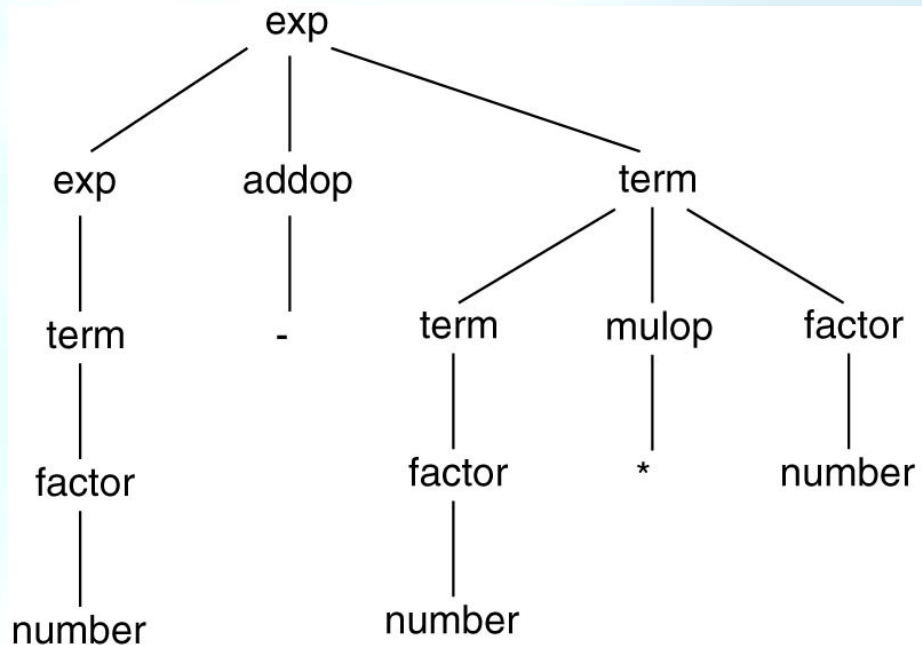 exp
exp addop term
term - term mulop factor
factor factor * number
number number